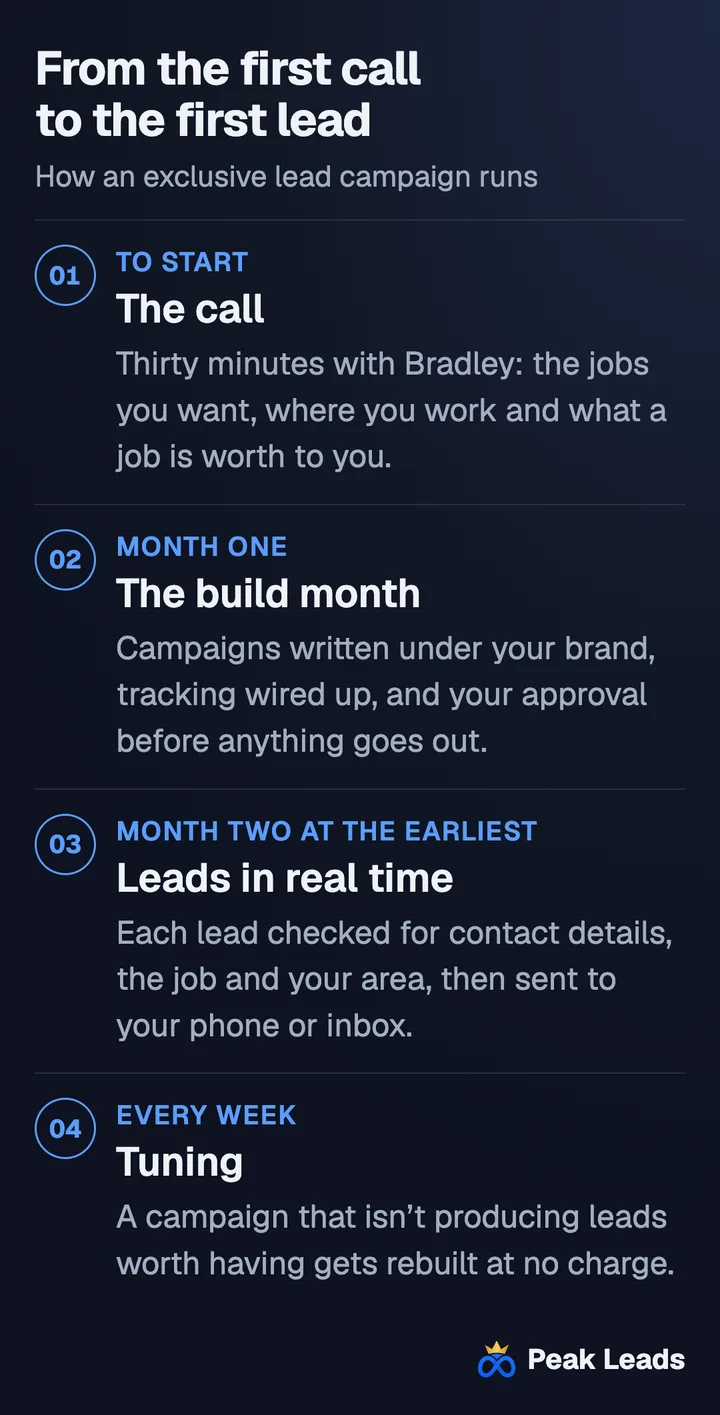 From the first call
to the first lead
How an exclusive lead campaign runs
01
TO START
The call
Thirty minutes with Bradley: the jobs
you want, where you work and what a
job is worth to you.
02
MONTH ONE
The build month
Campaigns written under your brand,
tracking wired up, and your approval
before anything goes out.
03
MONTH TWO AT THE EARLIEST
Leads in real time
Each lead checked for contact details,
the job and your area, then sent to
your phone or inbox.
04
EVERY WEEK
Tuning
A campaign that isn’t producing leads
worth having gets rebuilt at no charge.
Peak Leads